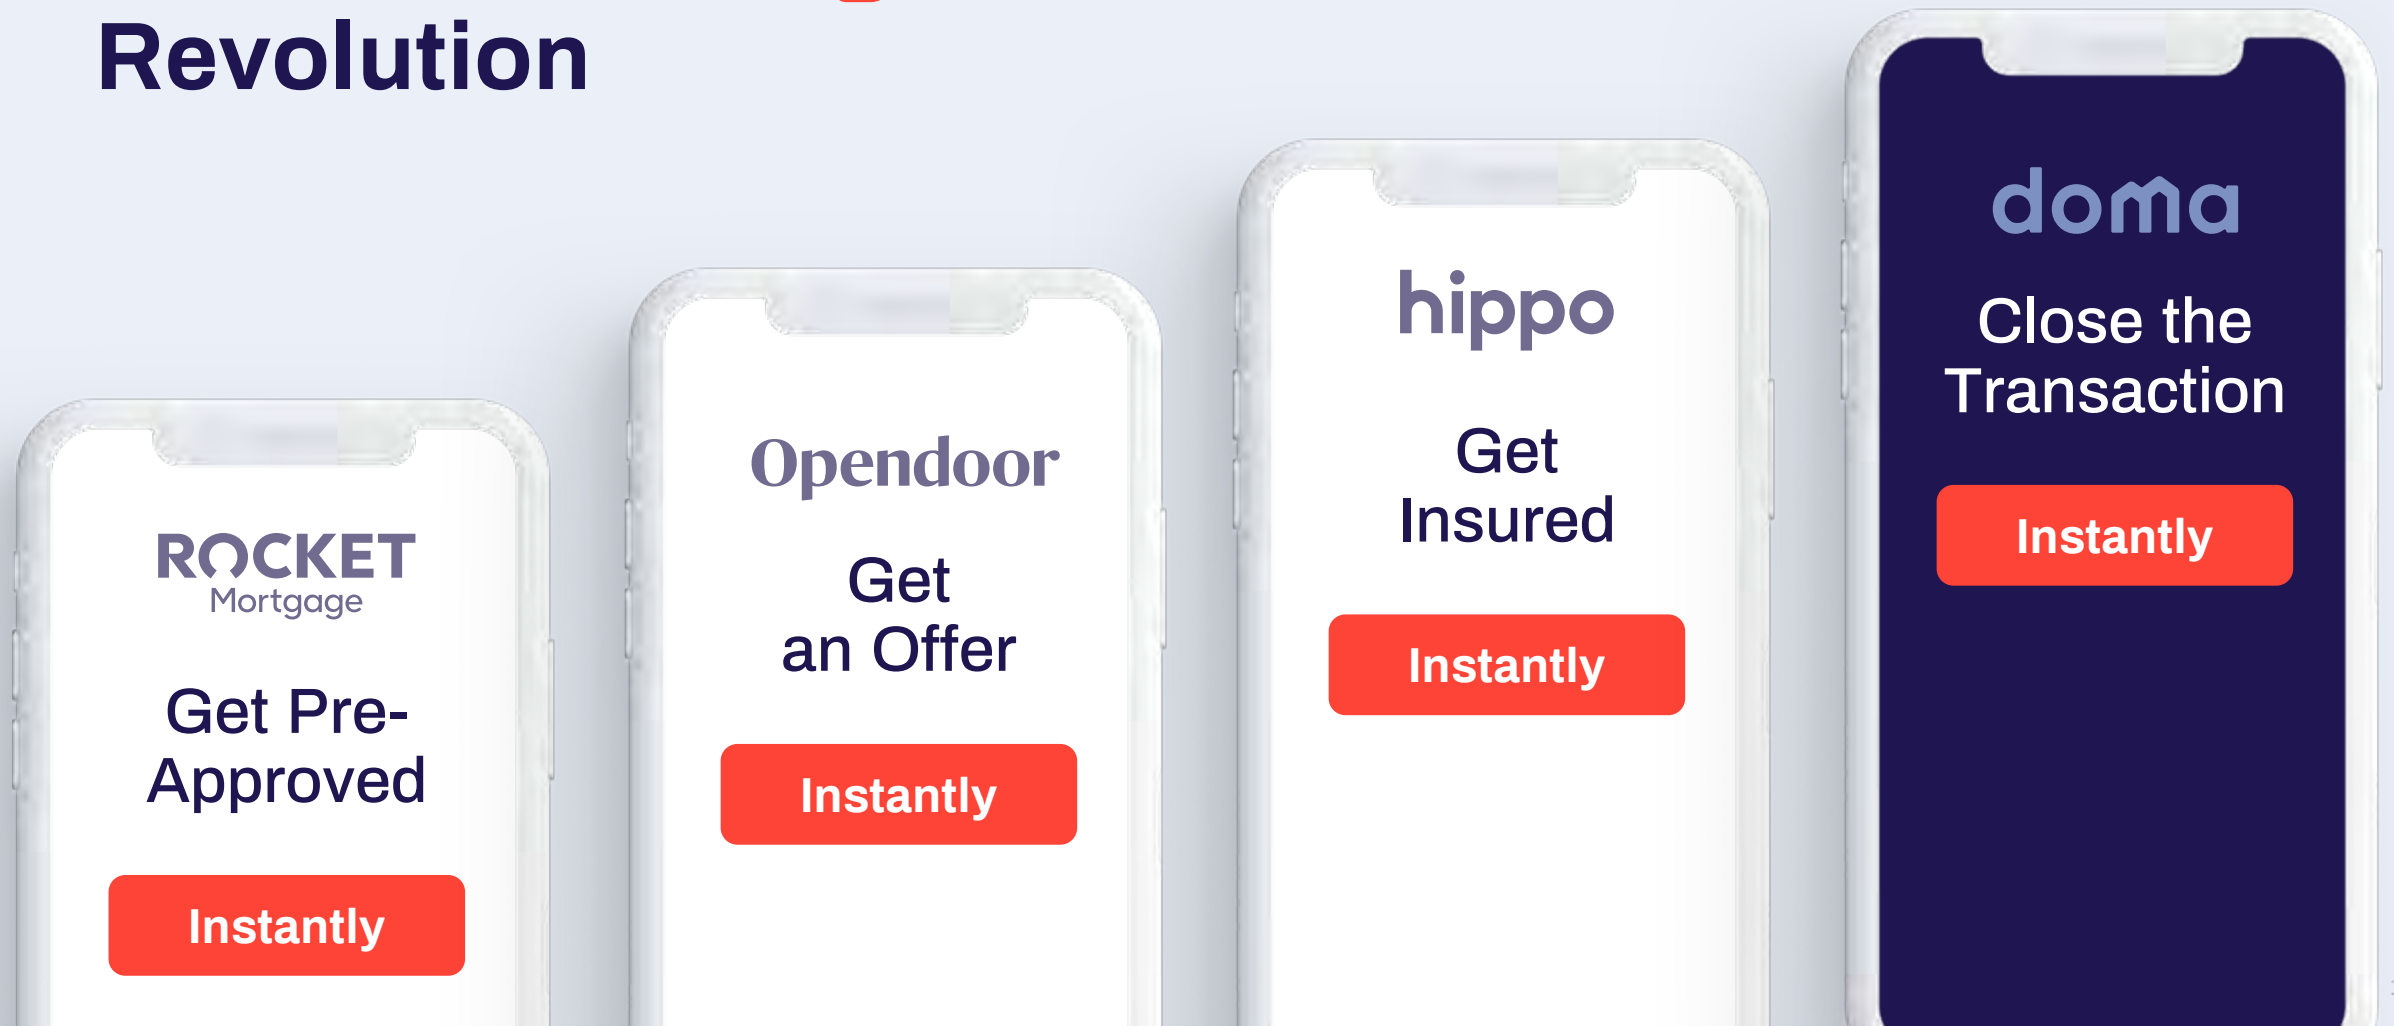 Revolution
ROCKET
Mortgage
Get Pre-
Approved
Instantly
Opendoor
Get
an Offer
Instantly
hippo
Get
Insured
Instantly
doma
Close the
Transaction
Instantly